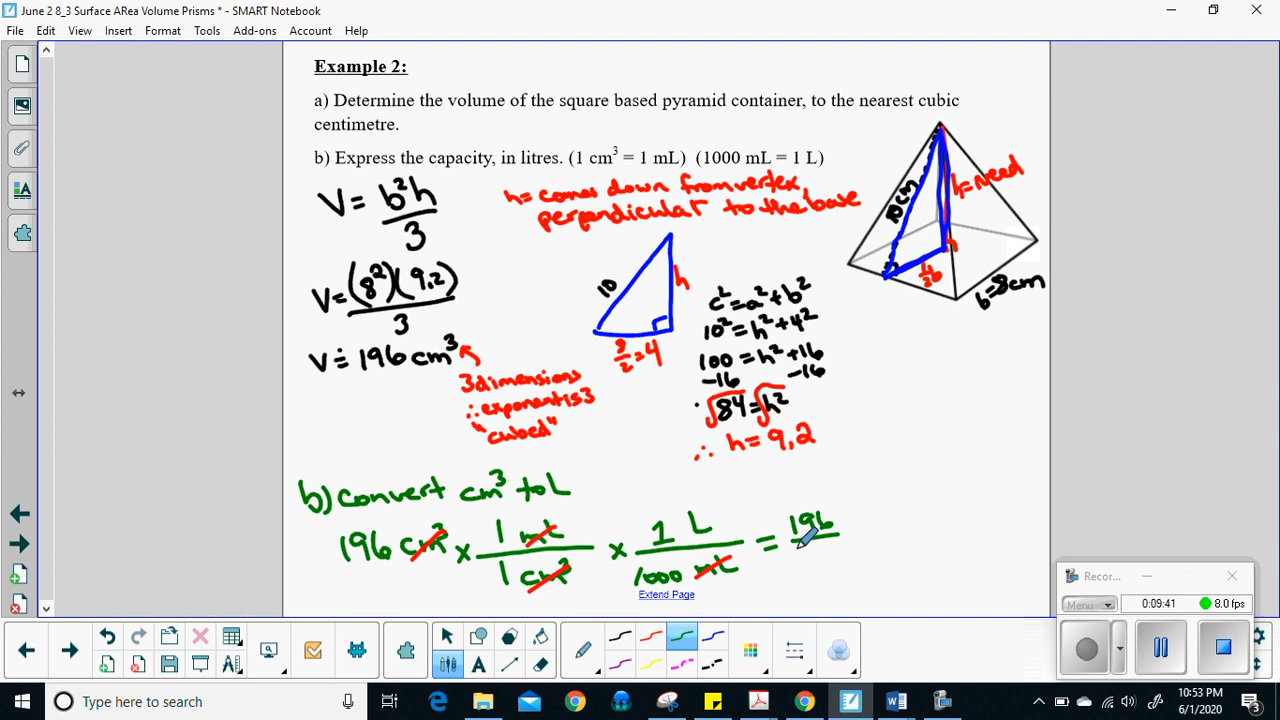 June 2 8_3 Surface ARea Volume Prisms * - SMART Notebook
File Edit View Insert Format Tools Add-ons Account Help
Example 2:
a) Determine the volume of the square based pyramid container, to the nearest cubic
centimetre.
b) Express the capacity, in litres. (1 cm³ = 1 mL) (1000 mL = 1 L)
V = b²h
3
V = (8²)(9.2)
3
V ≐ 196 cm³
3 dimensions
∴ exponent is 3
"cubed"
h = comes down from vertex
perpendicular to the base
10
h
8/2 = 4
c² = a² + b²
10² = h² + 4²
100 = h² + 16
-16 -16
√84 = √h²
∴ h = 9.2
10cm
h = need
1/2 b
b = 8cm
b) convert cm³ to L
196 cm³ × 1 mL / 1 cm³ × 1 L / 1000 mL = 196
Extend Page
Recor...
Menu
0:09:41
8.0 fps
Type here to search
10:53 PM
6/1/2020
3